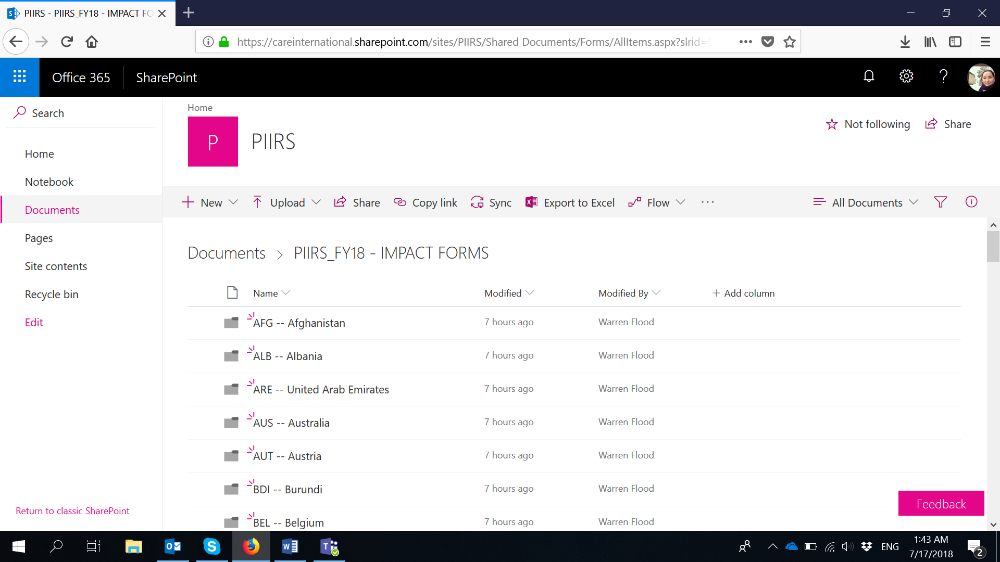 PIIRS - PIIRS_FY18 - IMPACT FO
https://careinternational.sharepoint.com/sites/PIIRS/Shared Documents/Forms/AllItems.aspx?slrid=
Office 365
SharePoint
Search
Home
Notebook
Documents
Pages
Site contents
Recycle bin
Edit
Return to classic SharePoint
Home
P
PIIRS
Not following
Share
New
Upload
Share
Copy link
Sync
Export to Excel
Flow
All Documents
Documents > PIIRS_FY18 - IMPACT FORMS
Name Modified Modified By + Add column
AFG -- Afghanistan 7 hours ago Warren Flood
ALB -- Albania 7 hours ago Warren Flood
ARE -- United Arab Emirates 7 hours ago Warren Flood
AUS -- Australia 7 hours ago Warren Flood
AUT -- Austria 7 hours ago Warren Flood
BDI -- Burundi 7 hours ago Warren Flood
BEL -- Belgium 7 hours ago Warren Flood
Feedback
ENG
1:43 AM
7/17/2018
2